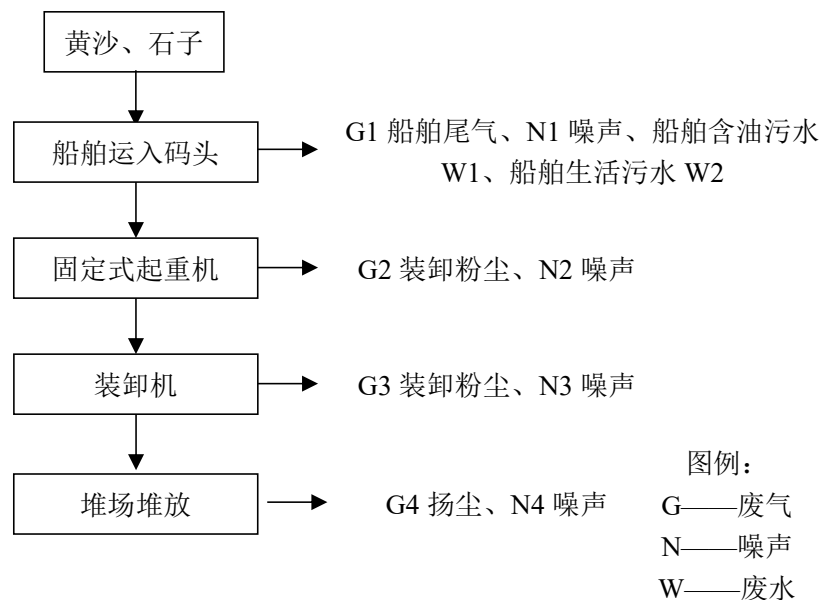 黄沙、石子
船舶运入码头
G1 船舶尾气、N1 噪声、船舶含油污水
W1、船舶生活污水 W2
固定式起重机
G2 装卸粉尘、N2 噪声
装卸机
G3 装卸粉尘、N3 噪声
堆场堆放
G4 扬尘、N4 噪声
图例：
G——废气
N——噪声
W——废水